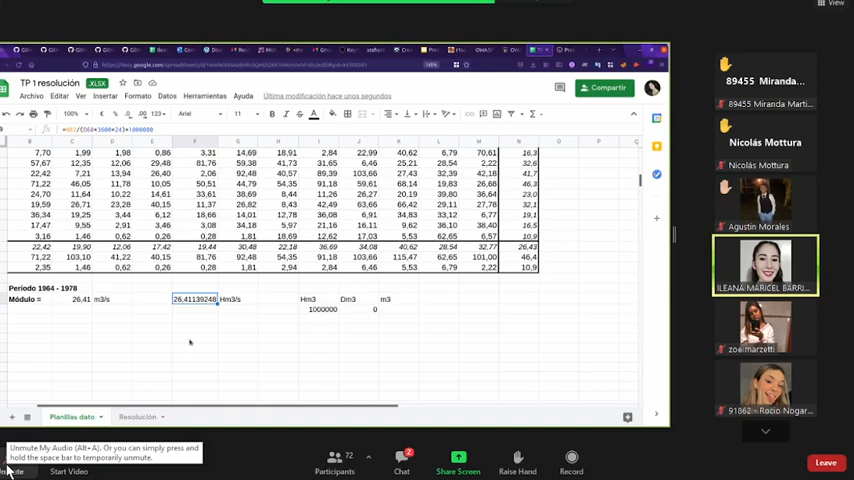 View
TP 1 resolución XLSX
Archivo Editar Ver Insertar Formato Datos Herramientas Ayuda Última modificación hace unos segundos
Compartir
100% € % .0 .00 123 Arial 11
B C D E F G H I J K L M N O P Q
7,70 1,99 1,98 0,86 3,31 14,69 18,91 2,84 22,99 40,62 6,79 70,61 16,3
57,67 12,35 12,06 29,48 81,76 59,38 41,73 31,65 6,46 25,21 28,54 2,22 32,6
22,42 7,21 13,94 26,40 2,06 92,48 40,57 89,39 103,66 27,43 32,39 42,18 41,7
71,22 46,05 11,78 10,05 50,51 44,79 54,35 91,18 59,61 68,14 19,83 26,68 46,3
24,70 11,64 10,22 14,61 33,61 38,69 8,44 11,26 26,27 20,19 39,80 36,64 23,0
19,59 26,71 23,28 40,15 11,37 26,82 8,43 42,49 63,66 66,42 29,11 27,78 32,1
36,34 19,25 3,44 6,12 18,66 14,01 12,78 36,08 6,91 34,83 33,12 6,77 19,1
17,47 9,55 2,91 3,46 3,08 34,18 5,97 21,15 62,98 9,62 36,10 38,40 16,5
3,16 1,46 0,62 0,26 0,28 1,81 18,69 12,62 17,03 5,53 62,65 6,57 10,9
22,42 19,90 12,06 17,42 19,44 30,48 22,18 36,69 34,08 40,62 28,54 32,77 26,43
71,22 103,10 41,22 40,15 81,76 92,48 54,35 91,18 103,66 115,47 62,65 101,00 46,4
2,35 1,46 0,62 0,26 0,28 1,81 2,94 2,84 6,46 5,53 6,79 2,22 10,9
Período 1964 - 1978
Módulo = 26,41 m3/s 26,41139248 Hm3/s Hm3 Dm3 m3
1000000 0
Planillas dato Resolución
89455 Miranda...
89455 Miranda Marti...
Nicolás Mottura
Nicolás Mottura
Agustin Morales
ILEANA MARICEL BARRI...
zoe marzetti
91862 - Rocio Nogar...
Unmute My Audio (Alt+A). Or you can simply press and
hold the space bar to temporarily unmute.
Start Video
72
Participants
2
Chat
Share Screen
Raise Hand
Record
Leave